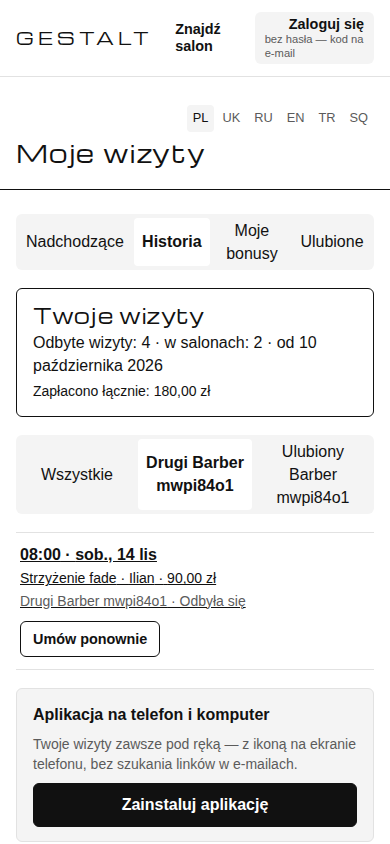 GESTALT
Znajdź
salon
Zaloguj się
bez hasła — kod na
e-mail
PL UK RU EN TR SQ
Moje wizyty
Nadchodzące
Historia
Moje
bonusy
Ulubione
Twoje wizyty
Odbyte wizyty: 4 · w salonach: 2 · od 10
października 2026
Zapłacono łącznie: 180,00 zł
Wszystkie
Drugi Barber
mwpi84o1
Ulubiony
Barber
mwpi84o1
08:00 · sob., 14 lis
Strzyżenie fade · Ilian · 90,00 zł
Drugi Barber mwpi84o1 · Odbyła się
Umów ponownie
Aplikacja na telefon i komputer
Twoje wizyty zawsze pod ręką — z ikoną na ekranie
telefonu, bez szukania linków w e-mailach.
Zainstaluj aplikację